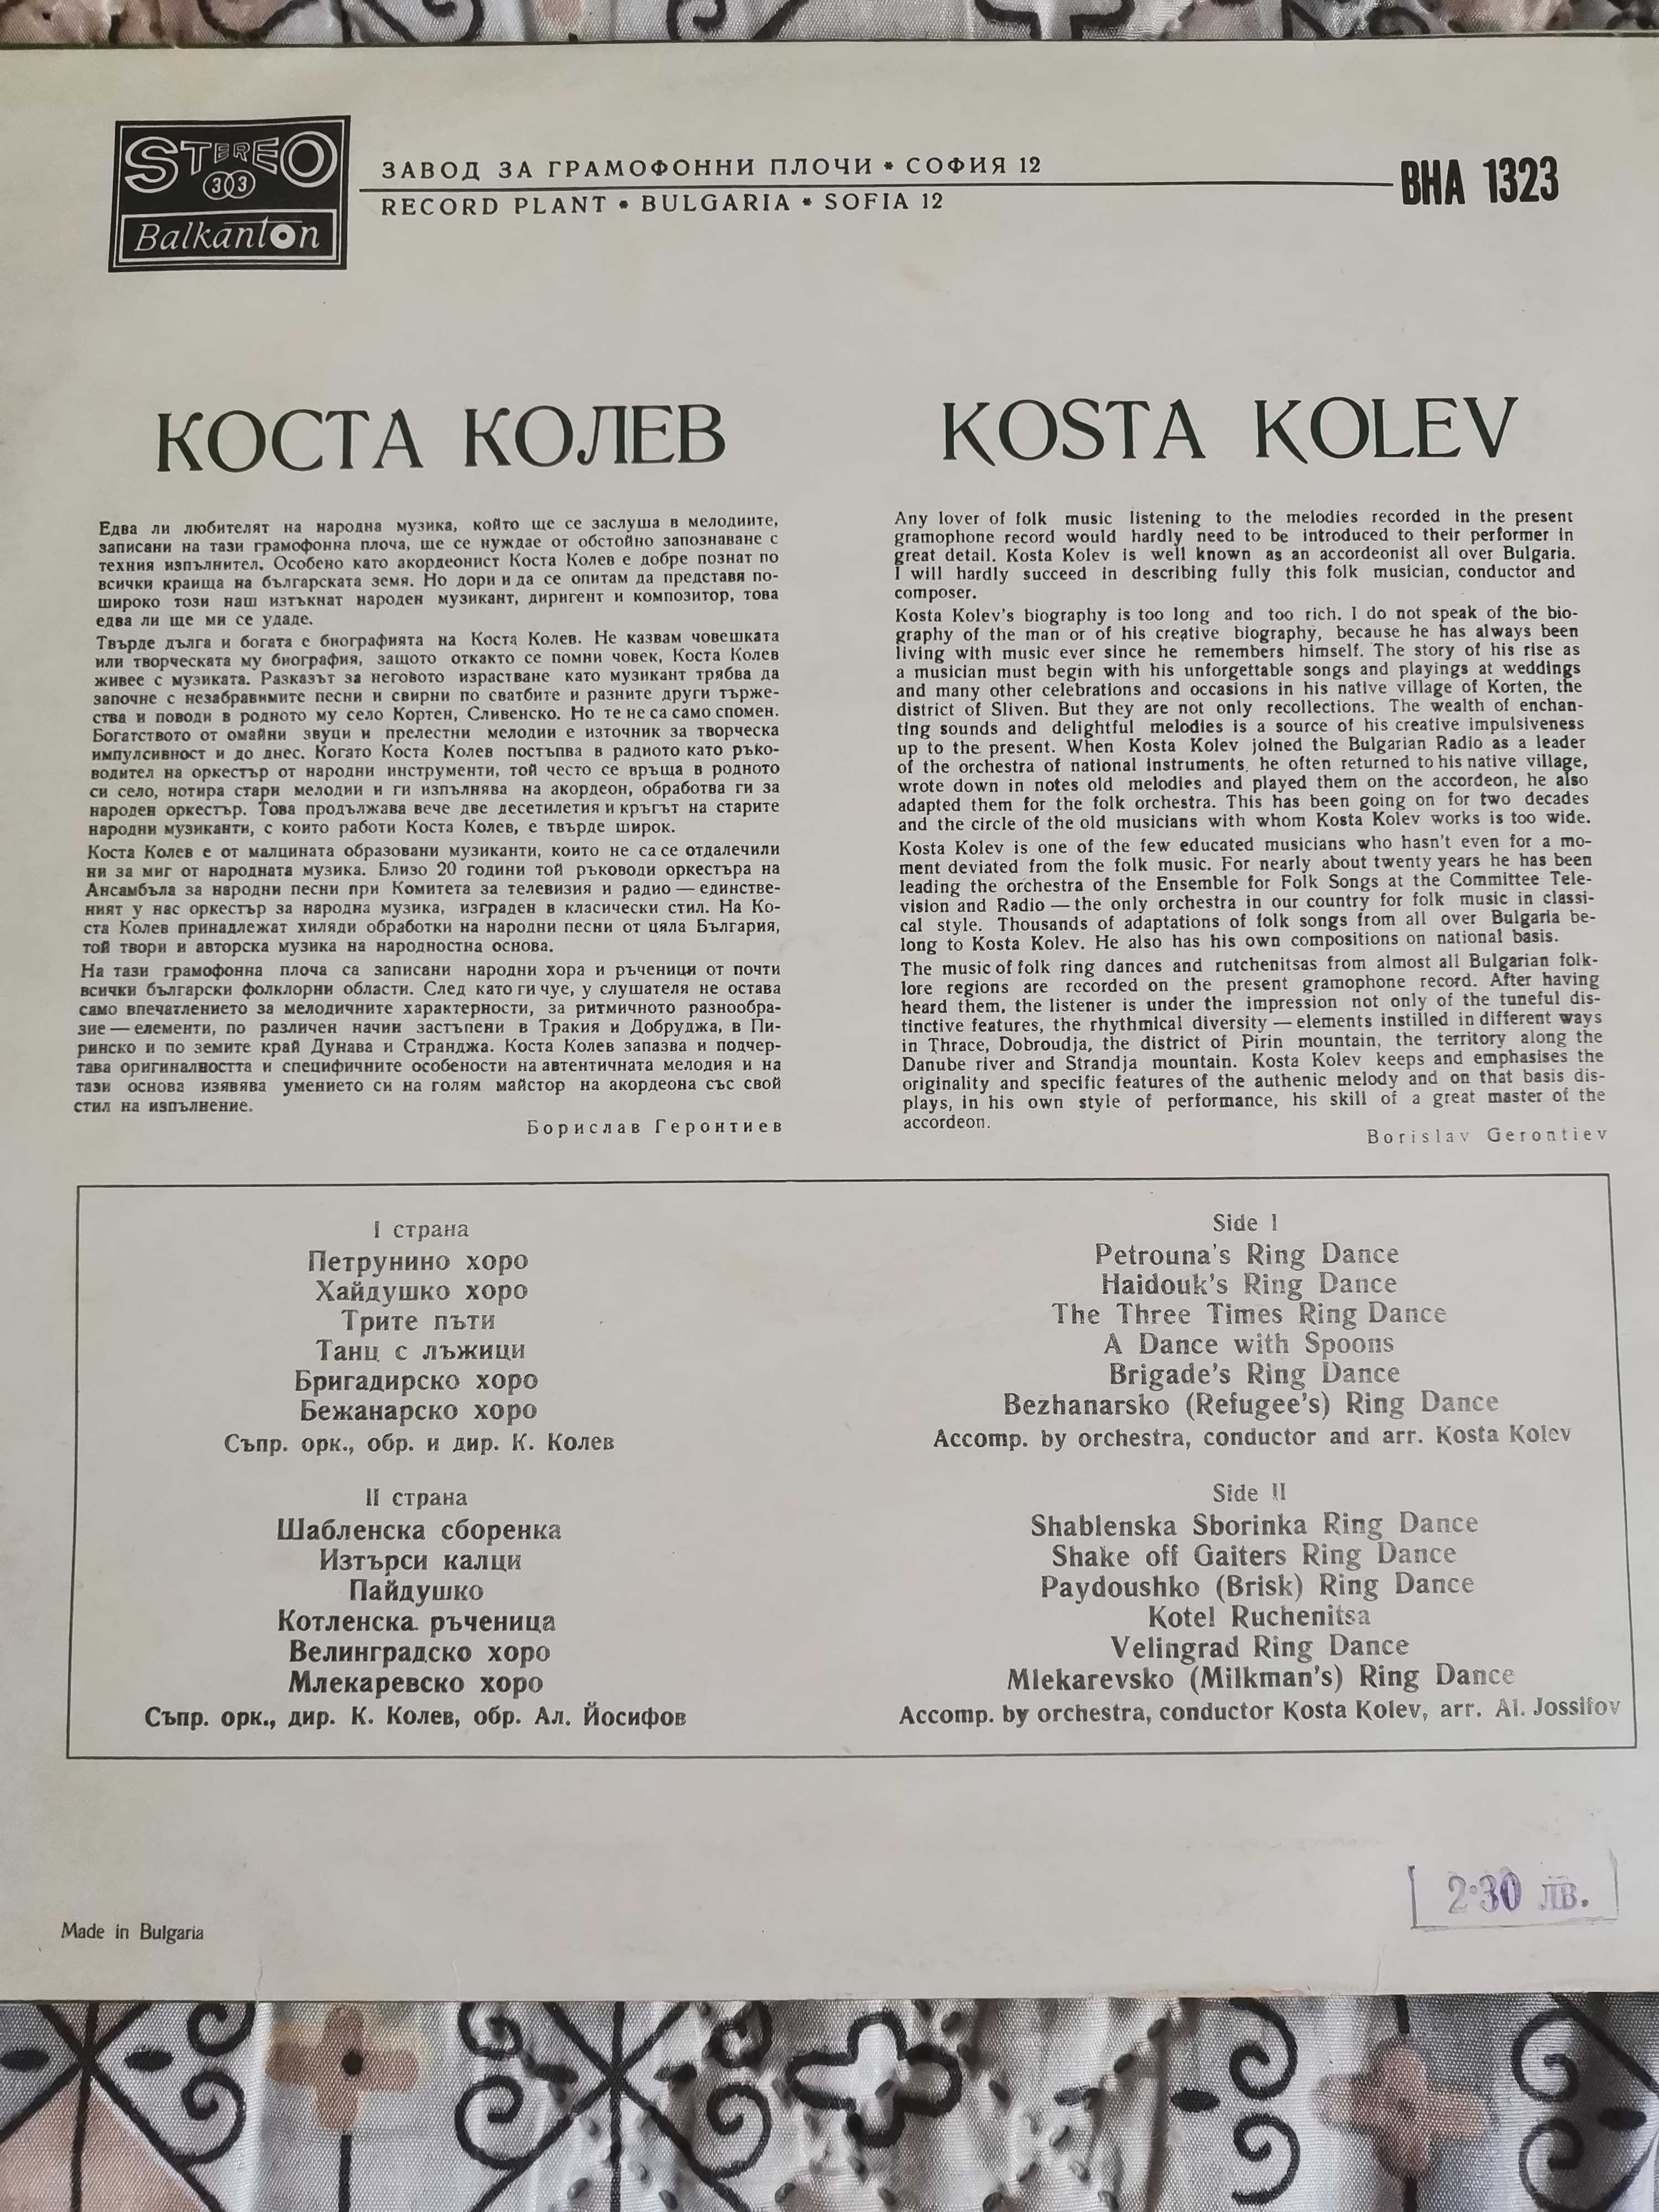 STEREO
33
Balkanton
ЗАВОД ЗА ГРАМОФОННИ ПЛОЧИ * СОФИЯ 12
RECORD PLANT * BULGARIA * SOFIA 12
ВНА 1323
КОСТА КОЛЕВ
Едва ли любителят на народна музика, който ще се заслуша в мелодиите,
записани на тази грамофонна плоча, ще се нуждае от обстойно запознаване с
техния изпълнител. Особено като акордеонист Коста Колев е добре познат по
всички краища на българската земя. Но дори и да се опитам да представя по-
широко този наш изтъкнат народен музикант, диригент и композитор, това
едва ли ще ми се удаде.
Твърде дълга и богата е биографията на Коста Колев. Не казвам човешката
или творческата му биография, защото откакто се помни човек, Коста Колев
живее с музиката. Разказът за неговото израстване като музикант трябва да
започне с незабравимите песни и свирни по сватбите и разните други търже-
ства и поводи в родното му село Кортен, Сливенско. Но те не са само спомен.
Богатството от омайни звуци и прелестни мелодии е източник за творческа
импулсивност и до днес. Когато Коста Колев постъпва в радиото като ръко-
водител на оркестър от народни инструменти, той често се връща в родното
си село, нотира стари мелодии и ги изпълнява на акордеон, обработва ги за
народен оркестър. Това продължава вече две десетилетия и кръгът на старите
народни музиканти, с които работи Коста Колев, е твърде широк.
Коста Колев е от малцината образовани музиканти, които не са се отдалечили
ни за миг от народната музика. Близо 20 години той ръководи оркестъра на
Ансамбъла за народни песни при Комитета за телевизия и радио — единстве-
ният у нас оркестър за народна музика, изграден в класически стил. На Ко-
ста Колев принадлежат хиляди обработки на народни песни от цяла България,
той твори и авторска музика на народностна основа.
На тази грамофонна плоча са записани народни хора и ръченици от почти
всички български фолклорни области. След като ги чуе, у слушателя не остава
само впечатлението за мелодичните характерности, за ритмичното разнообра-
зие — елементи, по различен начин застъпени в Тракия и Добруджа, в Пи-
ринско и по земите край Дунава и Странджа. Коста Колев запазва и подчер-
тава оригиналността и специфичните особености на автентичната мелодия и на
тази основа изявява умението си на голям майстор на акордеона със свой
стил на изпълнение.
Борислав Геронтиев
KOSTA KOLEV
Any lover of folk music listening to the melodies recorded in the present
gramophone record would hardly need to be introduced to their performer in
great detail. Kosta Kolev is well known as an accordeonist all over Bulgaria.
I will hardly succeed in describing fully this folk musician, conductor and
composer.
Kosta Kolev's biography is too long and too rich. I do not speak of the bio-
graphy of the man or of his creative biography, because he has always been
living with music ever since he remembers himself. The story of his rise as
a musician must begin with his unforgettable songs and playings at weddings
and many other celebrations and occasions in his native village of Korten, the
district of Sliven. But they are not only recollections. The wealth of enchan-
ting sounds and delightful melodies is a source of his creative impulsiveness
up to the present. When Kosta Kolev joined the Bulgarian Radio as a leader
of the orchestra of national instruments, he often returned to his native village,
wrote down in notes old melodies and played them on the accordeon, he also
adapted them for the folk orchestra. This has been going on for two decades
and the circle of the old musicians with whom Kosta Kolev works is too wide.
Kosta Kolev is one of the few educated musicians who hasn't even for a mo-
ment deviated from the folk music. For nearly about twenty years he has been
leading the orchestra of the Ensemble for Folk Songs at the Committee Tele-
vision and Radio — the only orchestra in our country for folk music in classi-
cal style. Thousands of adaptations of folk songs from all over Bulgaria be-
long to Kosta Kolev. He also has his own compositions on national basis.
The music of folk ring dances and rutchenitsas from almost all Bulgarian folk-
lore regions are recorded on the present gramophone record. After having
heard them, the listener is under the impression not only of the tuneful dis-
tinctive features, the rhythmical diversity — elements instilled in different ways
in Thrace, Dobroudja, the district of Pirin mountain, the territory along the
Danube river and Strandja mountain. Kosta Kolev keeps and emphasises the
originality and specific features of the authenic melody and on that basis dis-
plays, in his own style of performance, his skill of a great master of the
accordeon.
Borislav Gerontiev
I страна
Петрунино хоро
Хайдушко хоро
Трите пъти
Танц с лъжици
Бригадирско хоро
Бежанарско хоро
Съпр. орк., обр. и дир. К. Колев
II страна
Шабленска сборенка
Изтърси калци
Пайдушко
Котленска ръченица
Велинградско хоро
Млекаревско хоро
Съпр. орк., дир. К. Колев, обр. Ал. Йосифов
Side I
Petrouna's Ring Dance
Haidouk's Ring Dance
The Three Times Ring Dance
A Dance with Spoons
Brigade's Ring Dance
Bezhanarsko (Refugee's) Ring Dance
Accomp. by orchestra, conductor and arr. Kosta Kolev
Side II
Shablenska Sborinka Ring Dance
Shake off Gaiters Ring Dance
Paydoushko (Brisk) Ring Dance
Kotel Ruchenitsa
Velingrad Ring Dance
Mlekarevsko (Milkman's) Ring Dance
Accomp. by orchestra, conductor Kosta Kolev, arr. Al. Jossifov
2·30 лв.
Made in Bulgaria